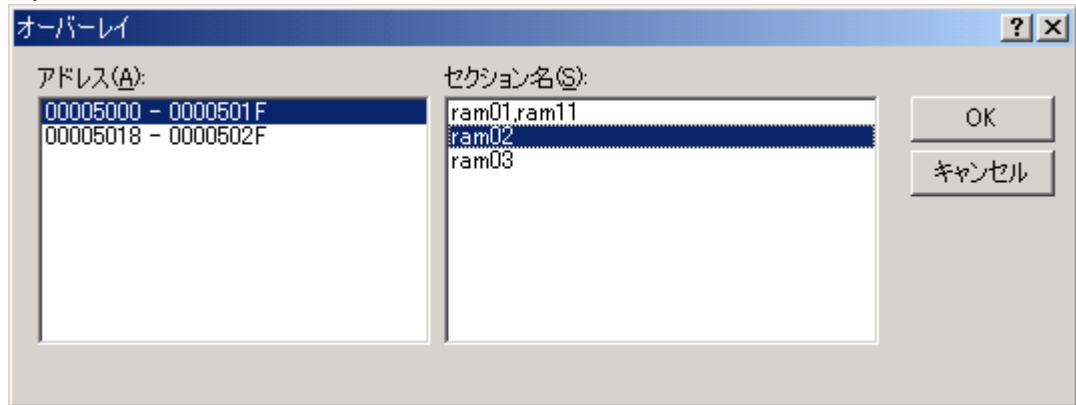 オーバーレイ
アドレス(A):
00005000 - 0000501F
00005018 - 0000502F
セクション名(S):
ram01,ram11
ram02
ram03
OK
キャンセル